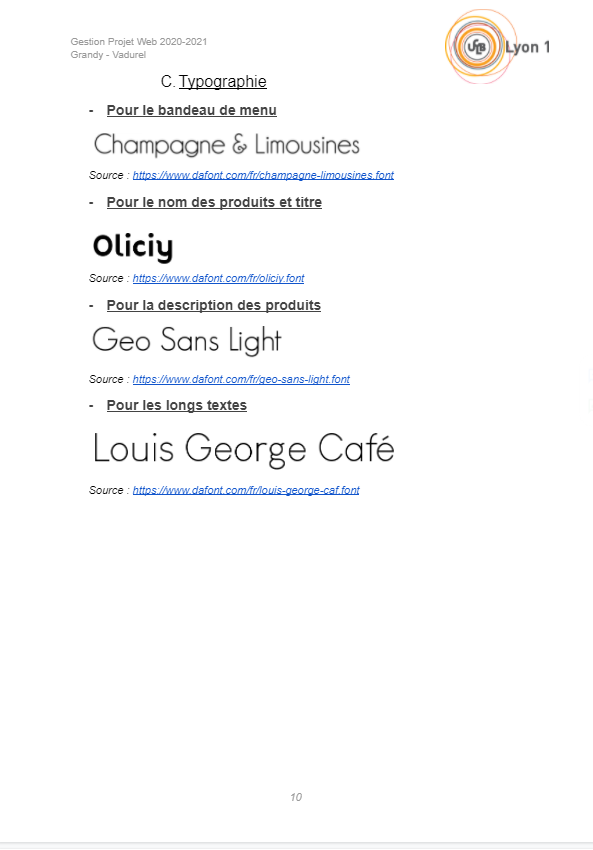 Gestion Projet Web 2020-2021
Grandy - Vadurel
UCB Lyon 1
C. Typographie
- Pour le bandeau de menu
Champagne & Limousines
Source : https://www.dafont.com/fr/champagne-limousines.font
- Pour le nom des produits et titre
Oliciy
Source : https://www.dafont.com/fr/oliciy.font
- Pour la description des produits
Geo Sans Light
Source : https://www.dafont.com/fr/geo-sans-light.font
- Pour les longs textes
Louis George Café
Source : https://www.dafont.com/fr/louis-george-caf.font
10